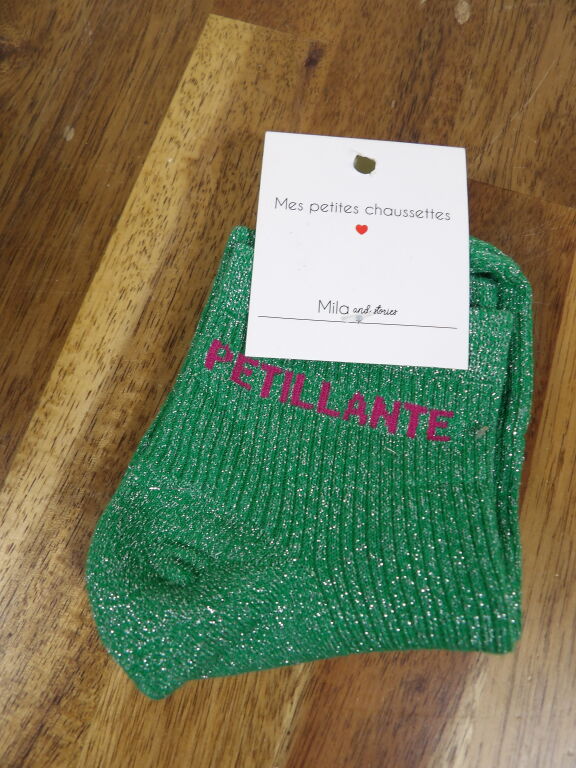 Mes petites chaussettes
Mila and stories
PETILLANTE